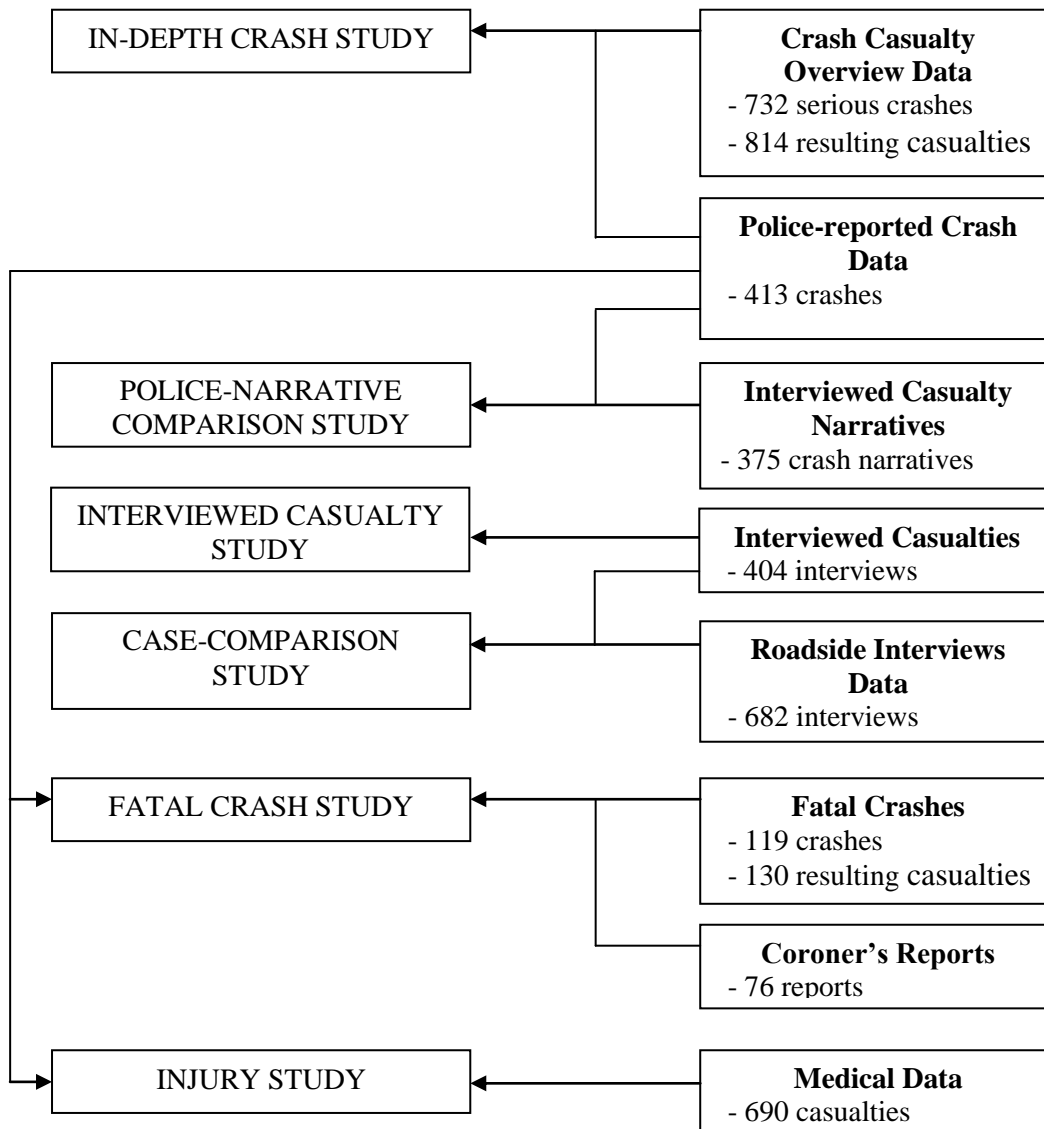 IN-DEPTH CRASH STUDY
Crash Casualty
Overview Data
- 732 serious crashes
- 814 resulting casualties
Police-reported Crash
Data
- 413 crashes
POLICE-NARRATIVE
COMPARISON STUDY
Interviewed Casualty
Narratives
- 375 crash narratives
INTERVIEWED CASUALTY
STUDY
Interviewed Casualties
- 404 interviews
CASE-COMPARISON
STUDY
Roadside Interviews
Data
- 682 interviews
FATAL CRASH STUDY
Fatal Crashes
- 119 crashes
- 130 resulting casualties
Coroner's Reports
- 76 reports
INJURY STUDY
Medical Data
- 690 casualties